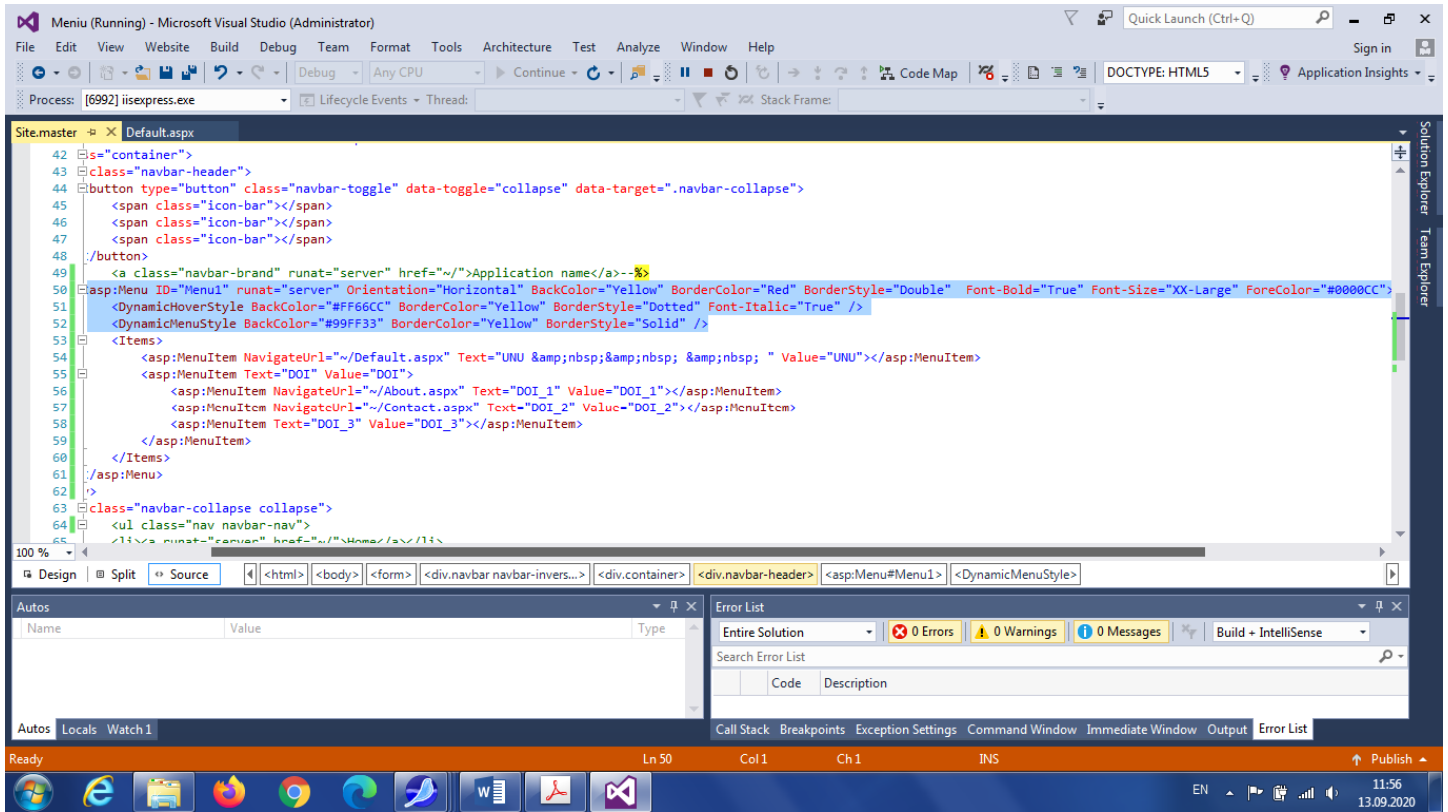 Meniu (Running) - Microsoft Visual Studio (Administrator) Quick Launch (Ctrl+Q)
File Edit View Website Build Debug Team Format Tools Architecture Test Analyze Window Help Sign in
Debug Any CPU Continue Code Map DOCTYPE: HTML5 Application Insights
Process: [6992] iisexpress.exe Lifecycle Events Thread: Stack Frame:
Site.master Default.aspx
Solution Explorer
Team Explorer
42 s="container">
43 class="navbar-header">
44 button type="button" class="navbar-toggle" data-toggle="collapse" data-target=".navbar-collapse">
45 <span class="icon-bar"></span>
46 <span class="icon-bar"></span>
47 <span class="icon-bar"></span>
48 /button>
49 <a class="navbar-brand" runat="server" href="~/">Application name</a>--%>
50 asp:Menu ID="Menu1" runat="server" Orientation="Horizontal" BackColor="Yellow" BorderColor="Red" BorderStyle="Double" Font-Bold="True" Font-Size="XX-Large" ForeColor="#0000CC">
51 <DynamicHoverStyle BackColor="#FF66CC" BorderColor="Yellow" BorderStyle="Dotted" Font-Italic="True" />
52 <DynamicMenuStyle BackColor="#99FF33" BorderColor="Yellow" BorderStyle="Solid" />
53 <Items>
54 <asp:MenuItem NavigateUrl="~/Default.aspx" Text="UNU &amp;nbsp;&amp;nbsp; &amp;nbsp; " Value="UNU"></asp:MenuItem>
55 <asp:MenuItem Text="DOI" Value="DOI">
56 <asp:MenuItem NavigateUrl="~/About.aspx" Text="DOI_1" Value="DOI_1"></asp:MenuItem>
57 <asp:MenuItem NavigateUrl="~/Contact.aspx" Text="DOI_2" Value="DOI_2"></asp:MenuItem>
58 <asp:MenuItem Text="DOI_3" Value="DOI_3"></asp:MenuItem>
59 </asp:MenuItem>
60 </Items>
61 /asp:Menu>
62 >
63 class="navbar-collapse collapse">
64 <ul class="nav navbar-nav">
65 <li><a runat="server" href="~/">Home</a></li>
100 %
Design Split Source <html> <body> <form> <div.navbar navbar-invers...> <div.container> <div.navbar-header> <asp:Menu#Menu1> <DynamicMenuStyle>
Autos
Name Value Type
Autos Locals Watch 1
Error List
Entire Solution 0 Errors 0 Warnings 0 Messages Build + IntelliSense
Search Error List
Code Description
Call Stack Breakpoints Exception Settings Command Window Immediate Window Output Error List
Ready Ln 50 Col 1 Ch 1 INS Publish
EN 11:56
13.09.2020